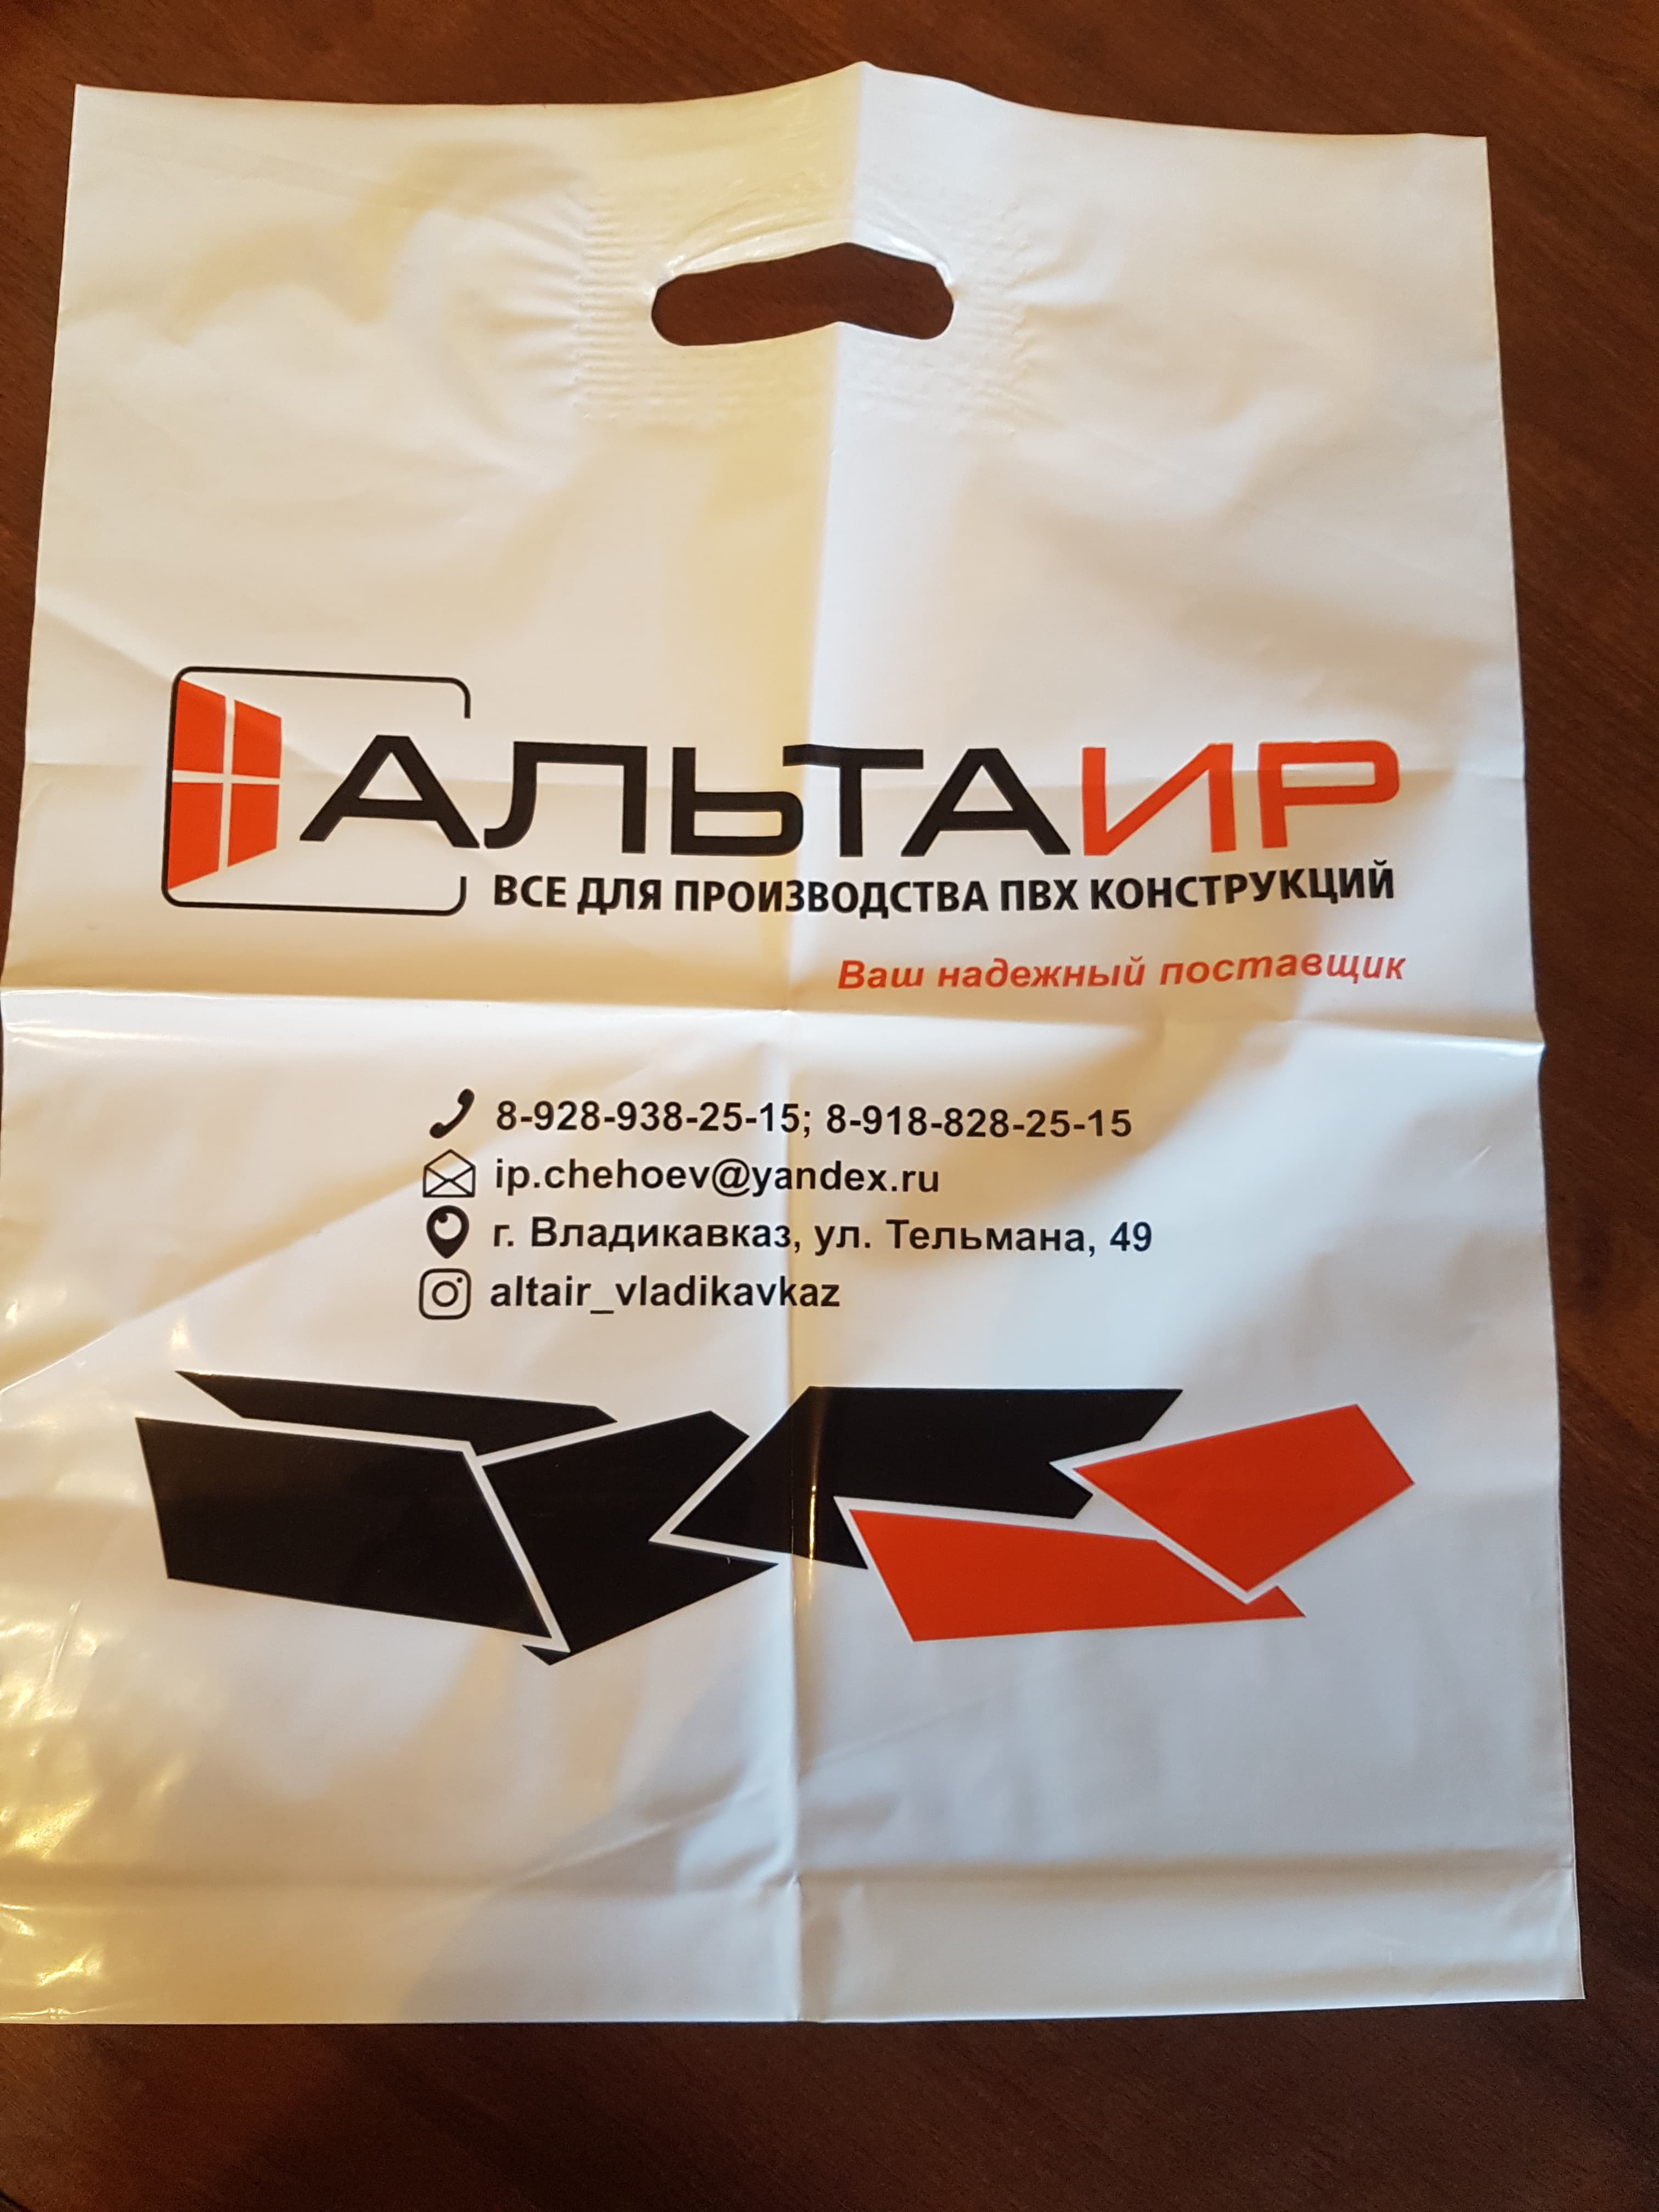 АЛЬТАИР
ВСЕ ДЛЯ ПРОИЗВОДСТВА ПВХ КОНСТРУКЦИЙ
Ваш надежный поставщик
8-928-938-25-15; 8-918-828-25-15
ip.chehoev@yandex.ru
г. Владикавказ, ул. Тельмана, 49
altair_vladikavkaz